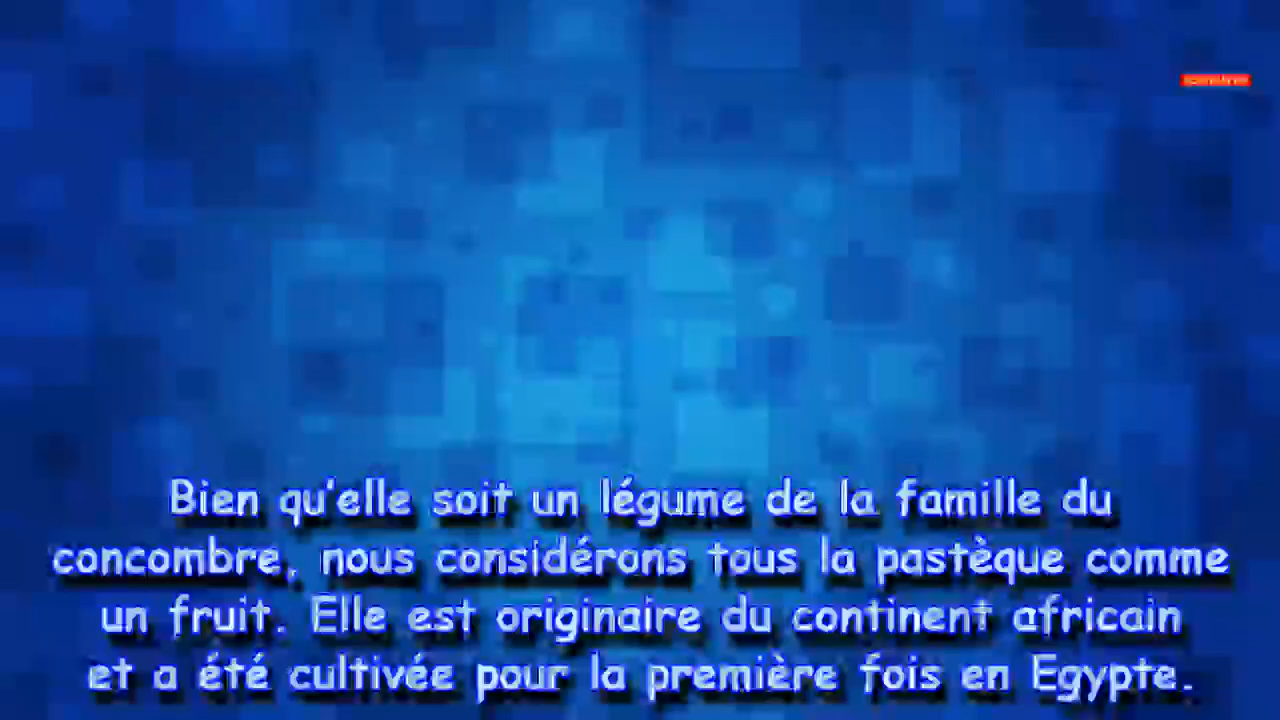 Bien qu'elle soit un légume de la famille du
concombre, nous considérons tous la pastèque comme
un fruit. Elle est originaire du continent africain
et a été cultivée pour la première fois en Egypte.